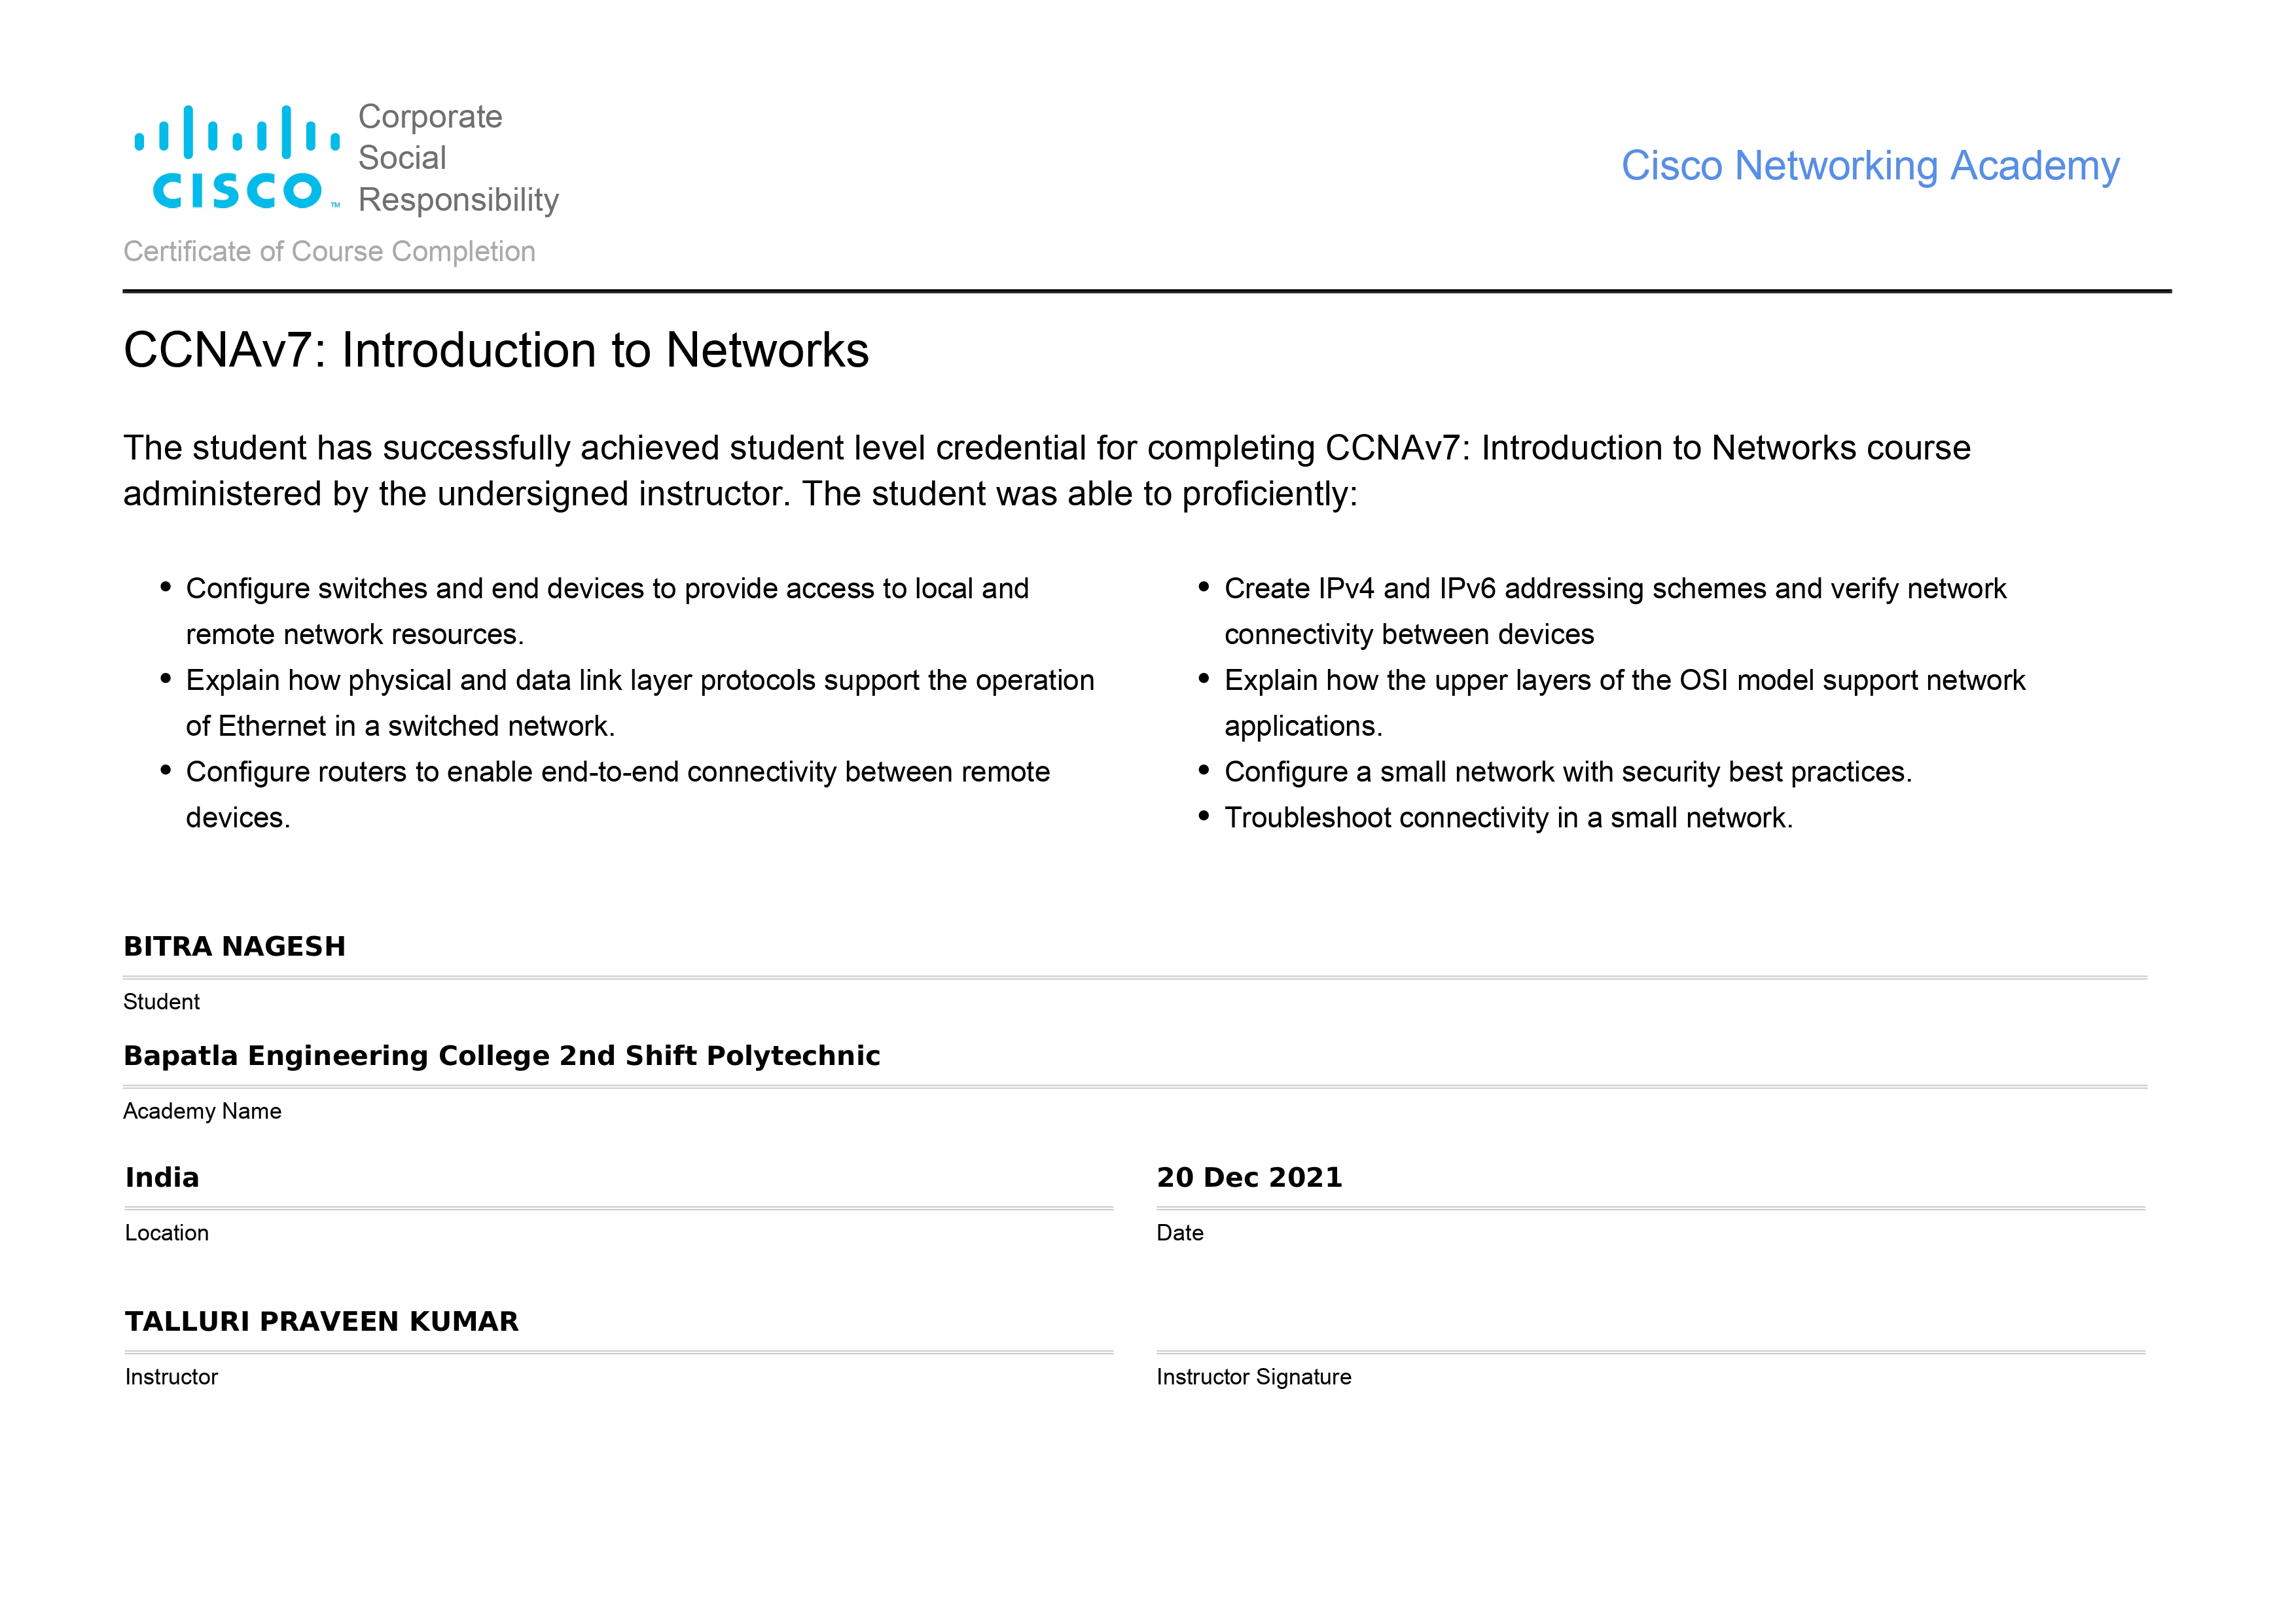 Corporate
Social
Responsibility
CISCO™
Cisco Networking Academy
Certificate of Course Completion
CCNAv7: Introduction to Networks
The student has successfully achieved student level credential for completing CCNAv7: Introduction to Networks course
administered by the undersigned instructor. The student was able to proficiently:
• Configure switches and end devices to provide access to local and
remote network resources.
• Explain how physical and data link layer protocols support the operation
of Ethernet in a switched network.
• Configure routers to enable end-to-end connectivity between remote
devices.
• Create IPv4 and IPv6 addressing schemes and verify network
connectivity between devices
• Explain how the upper layers of the OSI model support network
applications.
• Configure a small network with security best practices.
• Troubleshoot connectivity in a small network.
BITRA NAGESH
Student
Bapatla Engineering College 2nd Shift Polytechnic
Academy Name
India
Location
20 Dec 2021
Date
TALLURI PRAVEEN KUMAR
Instructor
Instructor Signature